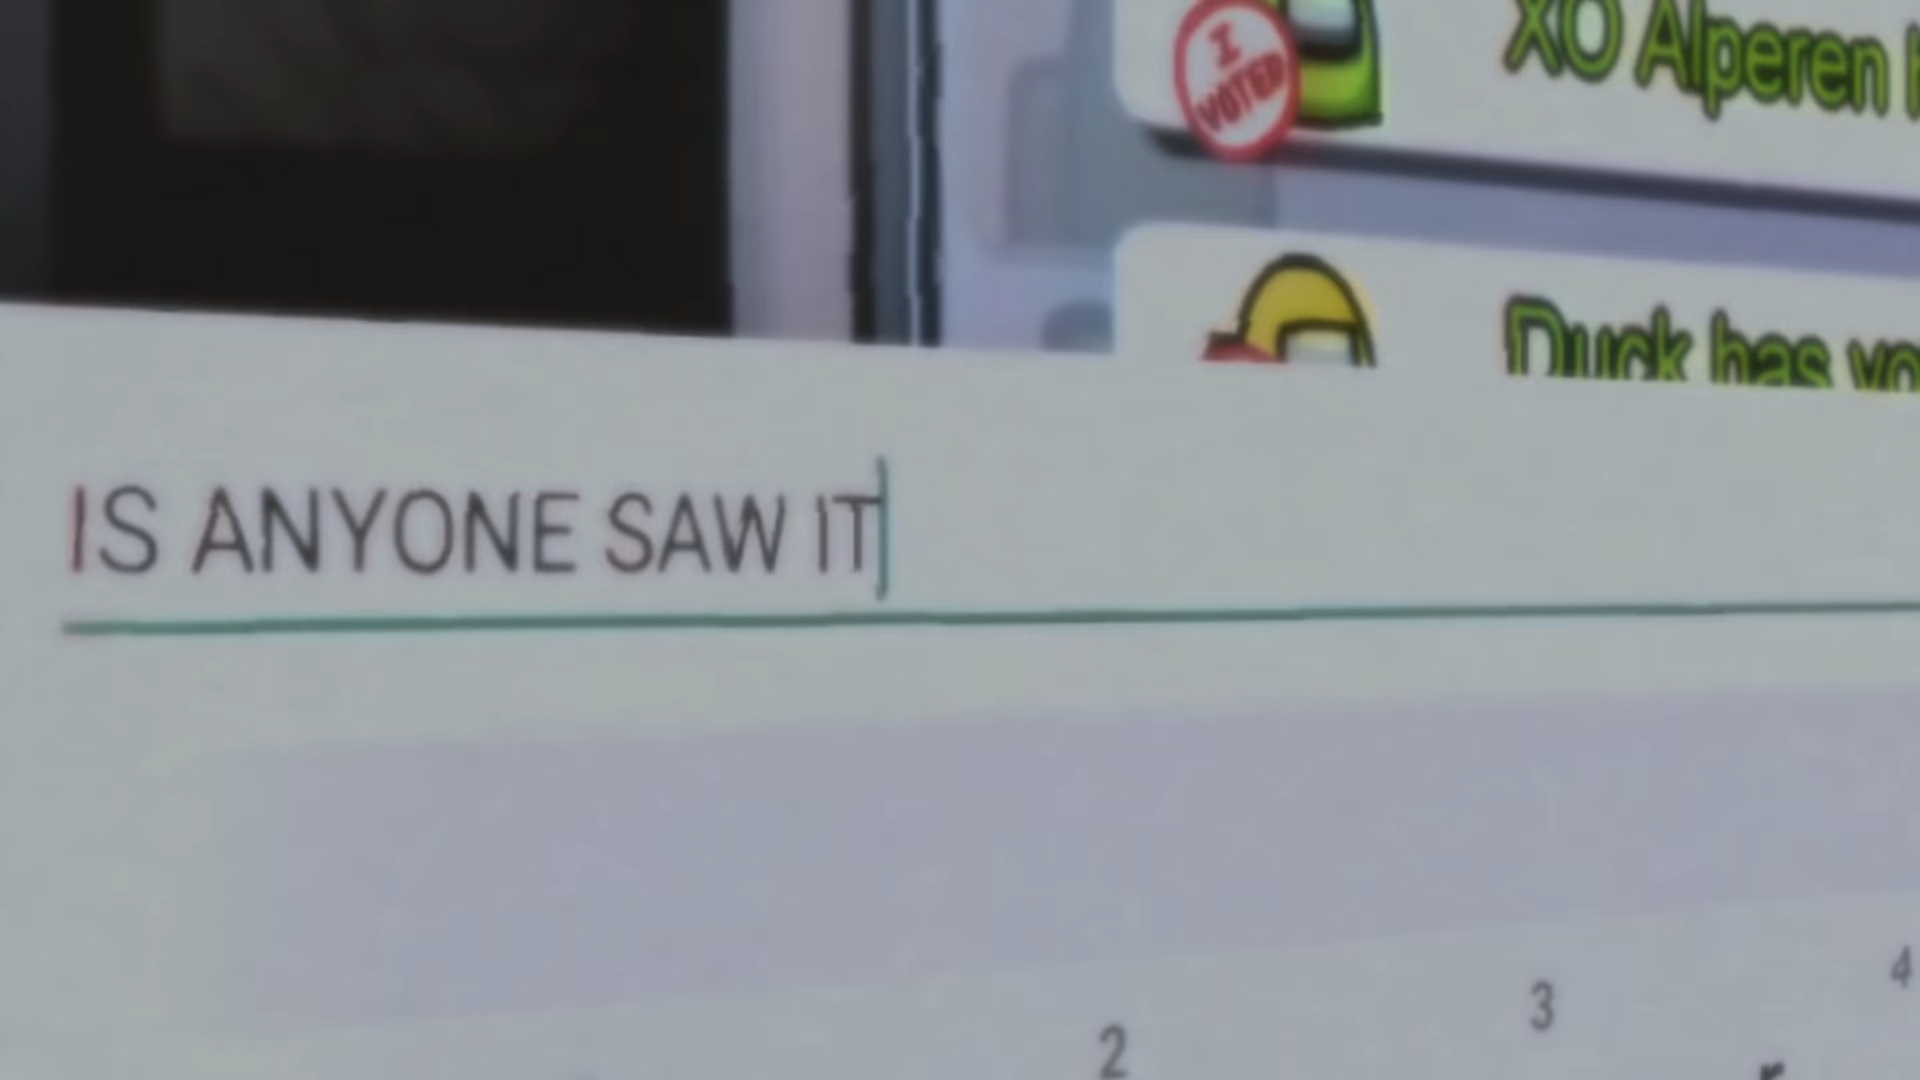 I VOTED
XO Alperen
Duck has
IS ANYONE SAW IT
4
3
2